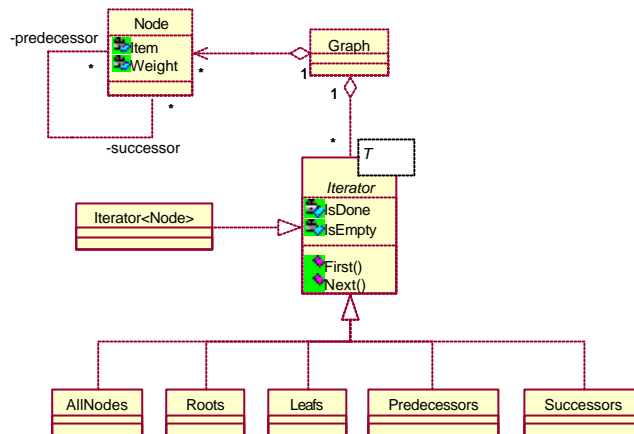 Node
-predecessor
Item
Graph
*
Weight
*
1
1
*
-successor
*
T
Iterator
IsDone
Iterator<Node>
IsEmpty
First()
Next()
AllNodes
Roots
Leafs
Predecessors
Successors